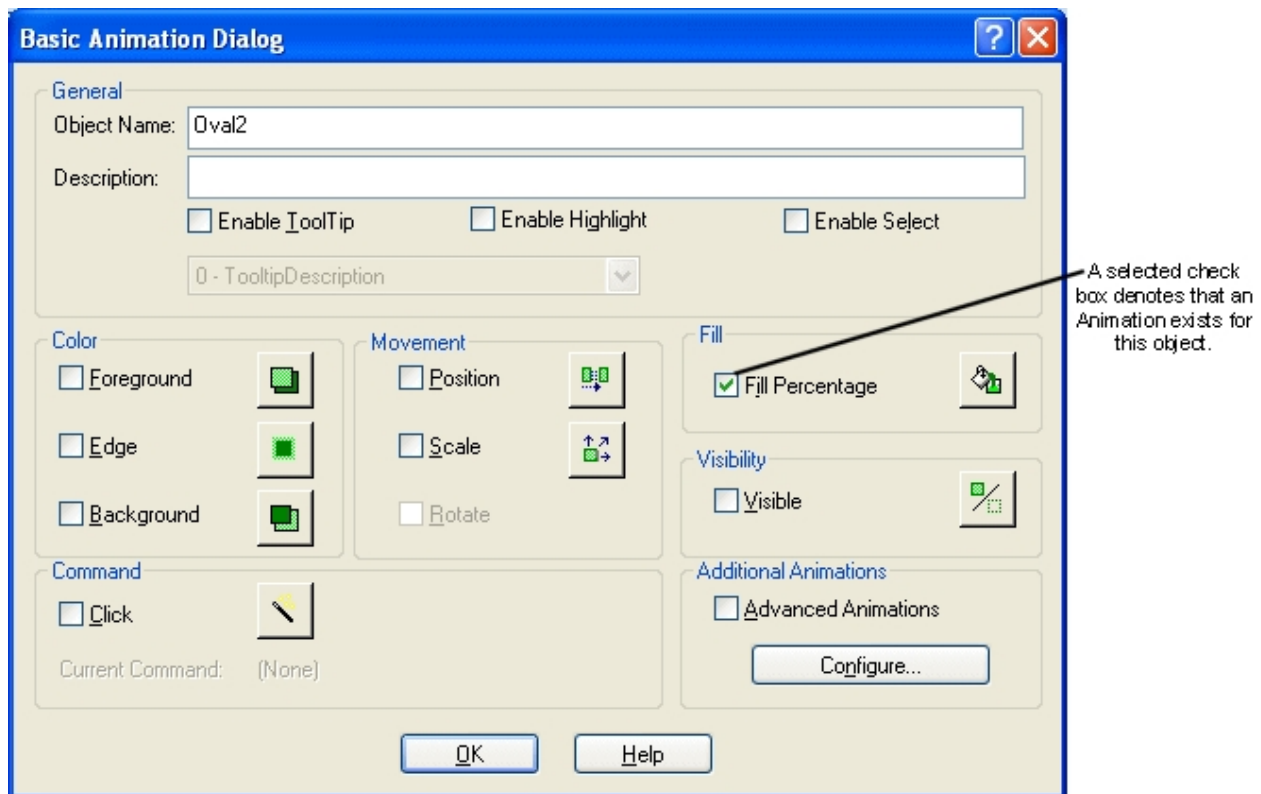 Basic Animation Dialog
General
Object Name: Oval2
Description:
Enable ToolTip Enable Highlight Enable Select
0 - TooltipDescription
A selected check
box denotes that an
Animation exists for
this object.
Color
Foreground
Edge
Background
Movement
Position
Scale
Rotate
Fill
Fill Percentage
Visibility
Visible
Command
Click
Current Command: (None)
Additional Animations
Advanced Animations
Configure...
OK Help